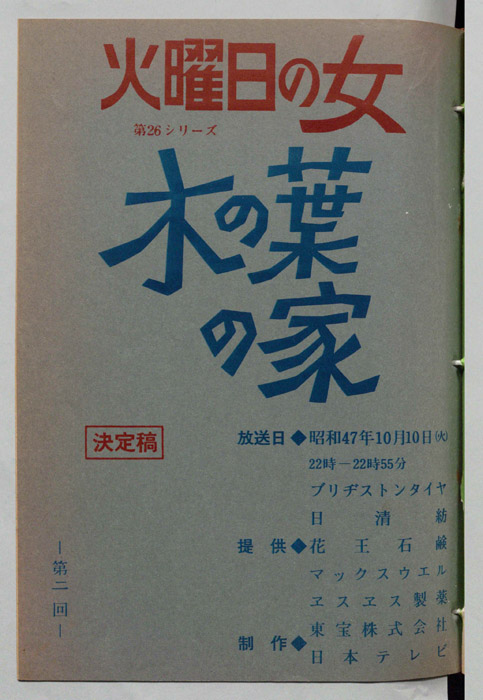 火曜日の女
第26シリーズ
木の葉
の家
決定稿
放送日◆昭和47年10月10日(火)
22時－22時55分
ブリヂストンタイヤ
日清紡
提供◆花王石鹸
マックスウエル
ヱスヱス製薬
制作◆東宝株式会社
日本テレビ
－第二回－